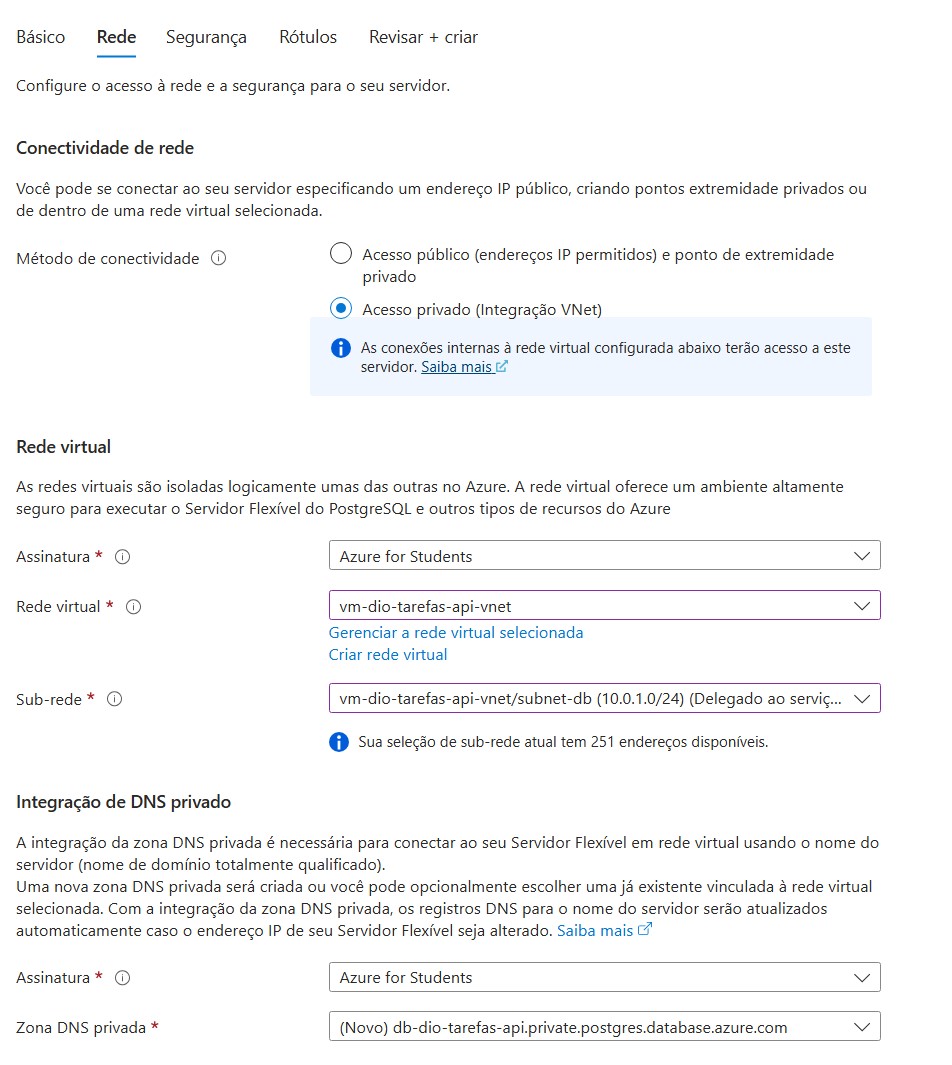 Básico Rede Segurança Rótulos Revisar + criar
Configure o acesso à rede e a segurança para o seu servidor.
Conectividade de rede
Você pode se conectar ao seu servidor especificando um endereço IP público, criando pontos extremidade privados ou
de dentro de uma rede virtual selecionada.
Método de conectividade
Acesso público (endereços IP permitidos) e ponto de extremidade
privado
Acesso privado (Integração VNet)
As conexões internas à rede virtual configurada abaixo terão acesso a este
servidor. Saiba mais
Rede virtual
As redes virtuais são isoladas logicamente umas das outras no Azure. A rede virtual oferece um ambiente altamente
seguro para executar o Servidor Flexível do PostgreSQL e outros tipos de recursos do Azure
Assinatura * Azure for Students
Rede virtual * vm-dio-tarefas-api-vnet
Gerenciar a rede virtual selecionada
Criar rede virtual
Sub-rede * vm-dio-tarefas-api-vnet/subnet-db (10.0.1.0/24) (Delegado ao serviç...
Sua seleção de sub-rede atual tem 251 endereços disponíveis.
Integração de DNS privado
A integração da zona DNS privada é necessária para conectar ao seu Servidor Flexível em rede virtual usando o nome do
servidor (nome de domínio totalmente qualificado).
Uma nova zona DNS privada será criada ou você pode opcionalmente escolher uma já existente vinculada à rede virtual
selecionada. Com a integração da zona DNS privada, os registros DNS para o nome do servidor serão atualizados
automaticamente caso o endereço IP de seu Servidor Flexível seja alterado. Saiba mais
Assinatura * Azure for Students
Zona DNS privada * (Novo) db-dio-tarefas-api.private.postgres.database.azure.com